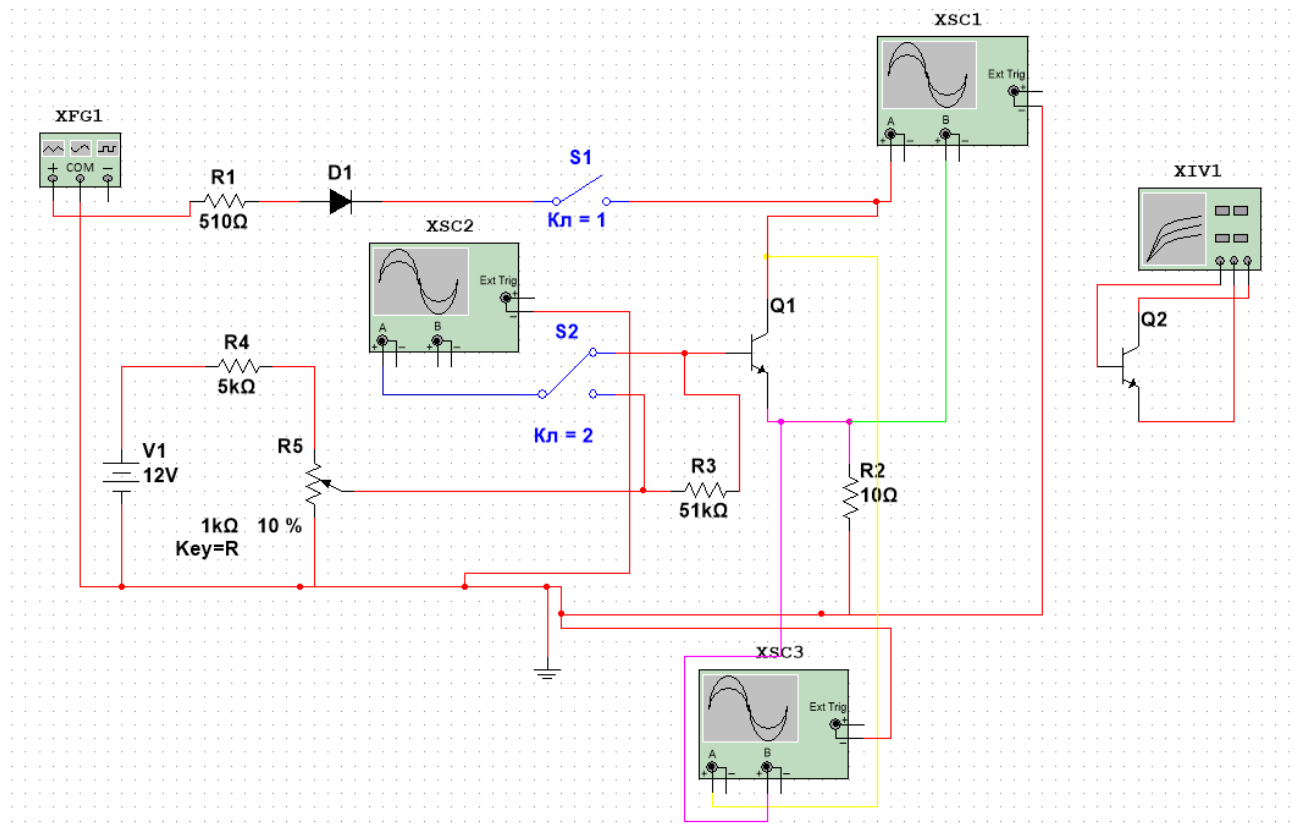 XSC1
Ext Trig
+
−
A
B
+ − + −
XFG1
+ COM −
R1
510Ω
D1
S1
Кл = 1
XIV1
XSC2
Ext Trig
+
−
A
B
+ − + −
S2
Кл = 2
Q1
Q2
R4
5kΩ
V1
12V
R5
1kΩ 10 %
Key=R
R3
51kΩ
R2
10Ω
XSC3
Ext Trig
+
−
A
B
+ − + −